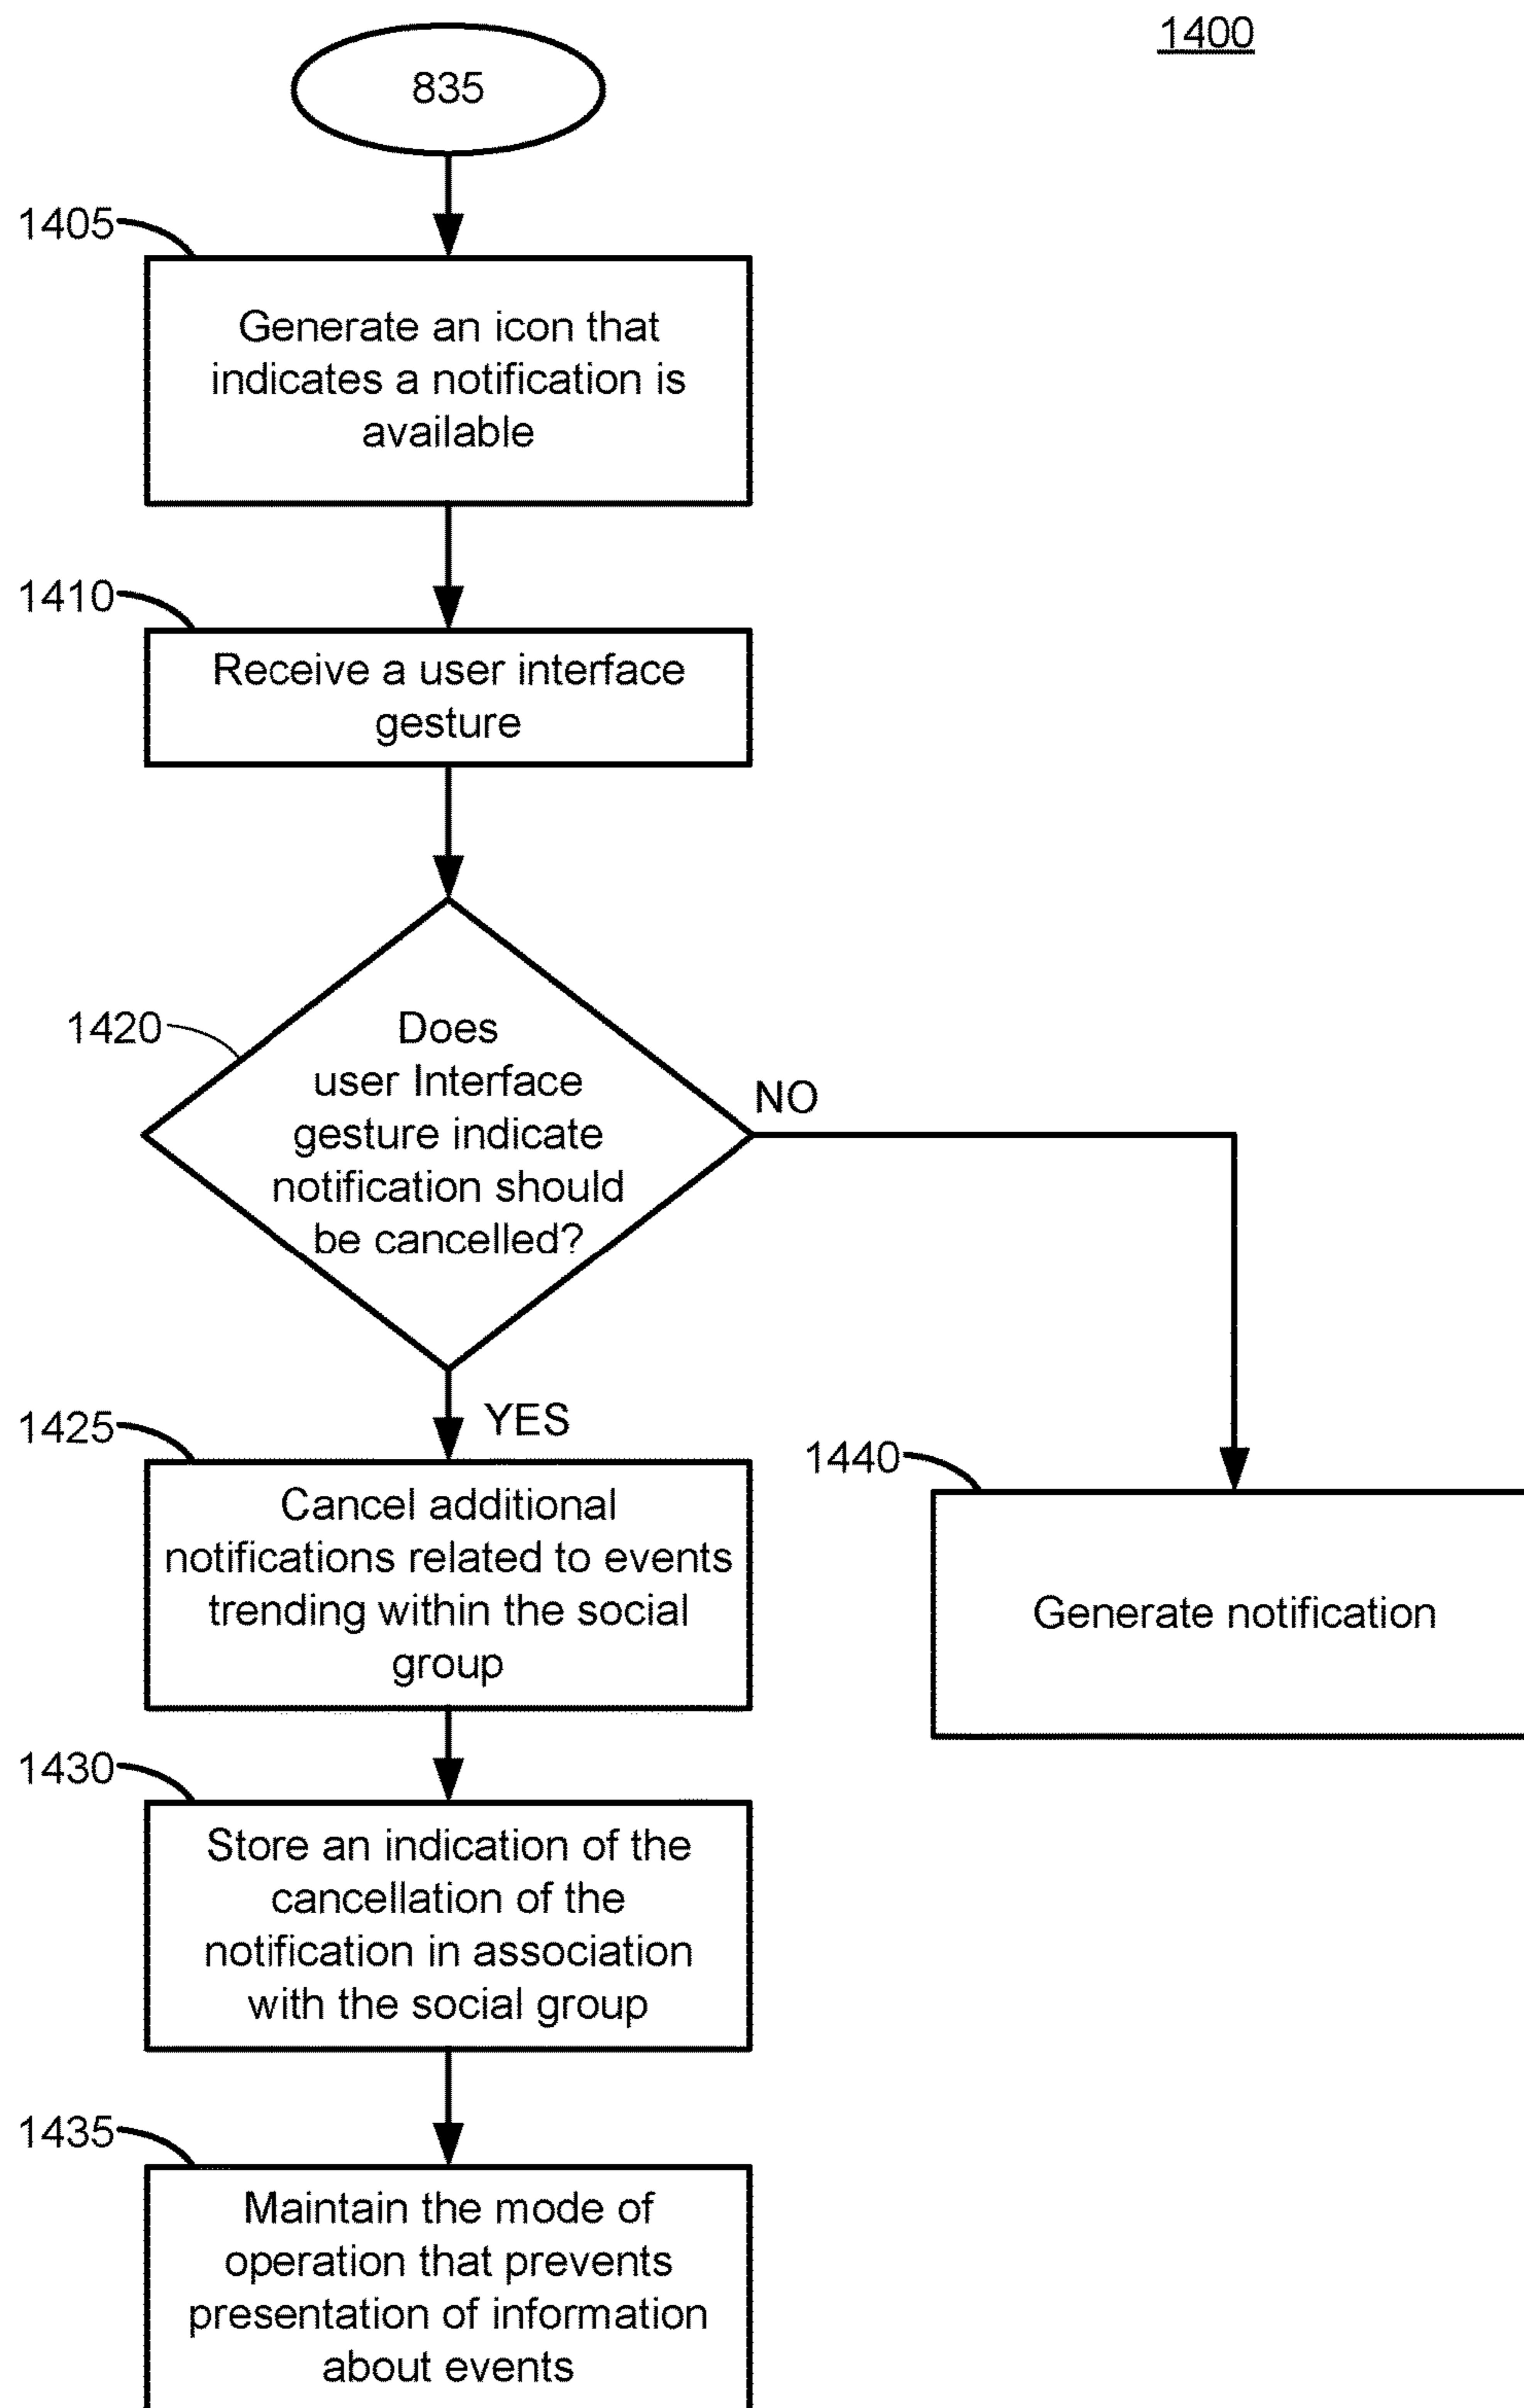 1400
835
1405
Generate an icon that
indicates a notification is
available
1410
Receive a user interface
gesture
1420
Does
user Interface
gesture indicate
notification should
be cancelled?
NO
YES
1425
Cancel additional
notifications related to events
trending within the social
group
1440
Generate notification
1430
Store an indication of the
cancellation of the
notification in association
with the social group
1435
Maintain the mode of
operation that prevents
presentation of information
about events